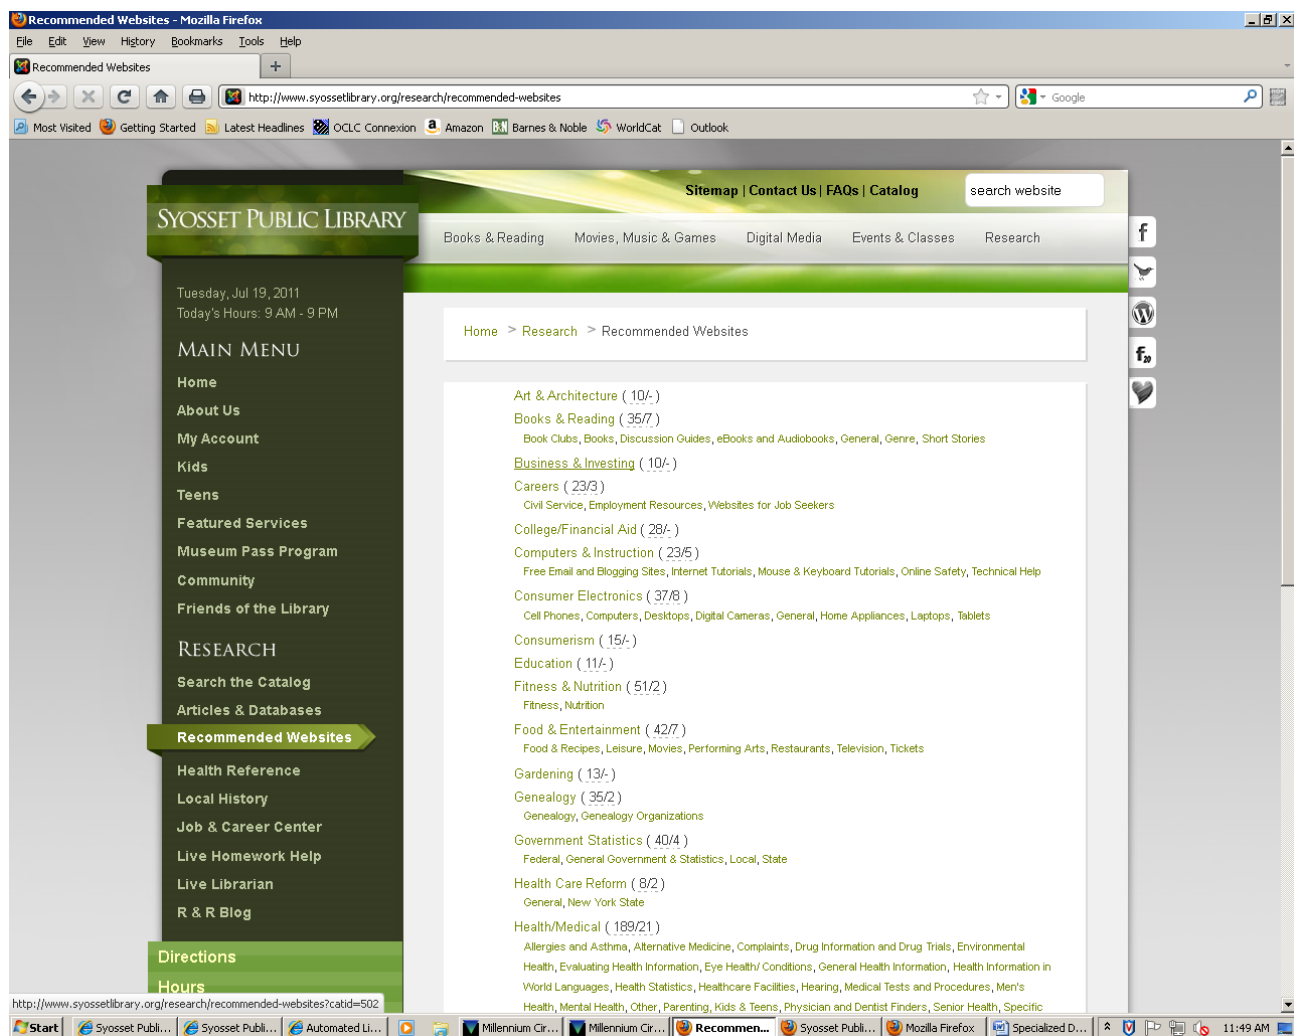 Recommended Websites - Mozilla Firefox
File Edit View History Bookmarks Tools Help
Recommended Websites +
http://www.syossetlibrary.org/research/recommended-websites Google
Most Visited Getting Started Latest Headlines OCLC Connexion Amazon Barnes & Noble WorldCat Outlook
Sitemap | Contact Us | FAQs | Catalog search website
SYOSSET PUBLIC LIBRARY
Books & Reading Movies, Music & Games Digital Media Events & Classes Research
Tuesday, Jul 19, 2011
Today's Hours: 9 AM - 9 PM
MAIN MENU
Home
About Us
My Account
Kids
Teens
Featured Services
Museum Pass Program
Community
Friends of the Library
RESEARCH
Search the Catalog
Articles & Databases
Recommended Websites
Health Reference
Local History
Job & Career Center
Live Homework Help
Live Librarian
R & R Blog
Directions
Hours
Home > Research > Recommended Websites
Art & Architecture ( 10/- )
Books & Reading ( 35/7 )
Book Clubs, Books, Discussion Guides, eBooks and Audiobooks, General, Genre, Short Stories
Business & Investing ( 10/- )
Careers ( 23/3 )
Civil Service, Employment Resources, Websites for Job Seekers
College/Financial Aid ( 28/- )
Computers & Instruction ( 23/5 )
Free Email and Blogging Sites, Internet Tutorials, Mouse & Keyboard Tutorials, Online Safety, Technical Help
Consumer Electronics ( 37/8 )
Cell Phones, Computers, Desktops, Digital Cameras, General, Home Appliances, Laptops, Tablets
Consumerism ( 15/- )
Education ( 11/- )
Fitness & Nutrition ( 51/2 )
Fitness, Nutrition
Food & Entertainment ( 42/7 )
Food & Recipes, Leisure, Movies, Performing Arts, Restaurants, Television, Tickets
Gardening ( 13/- )
Genealogy ( 35/2 )
Genealogy, Genealogy Organizations
Government Statistics ( 40/4 )
Federal, General Government & Statistics, Local, State
Health Care Reform ( 8/2 )
General, New York State
Health/Medical ( 189/21 )
Allergies and Asthma, Alternative Medicine, Complaints, Drug Information and Drug Trials, Environmental
Health, Evaluating Health Information, Eye Health/ Conditions, General Health Information, Health Information in
World Languages, Health Statistics, Healthcare Facilities, Hearing, Medical Tests and Procedures, Men's
Health, Mental Health, Other, Parenting, Kids & Teens, Physician and Dentist Finders, Senior Health, Specific
f
f20
http://www.syossetlibrary.org/research/recommended-websites?catid=502
Start Syosset Publi... Syosset Publi... Automated Li... Millennium Cir... Millennium Cir... Recommen... Syosset Publi... Mozilla Firefox Specialized D... 11:49 AM